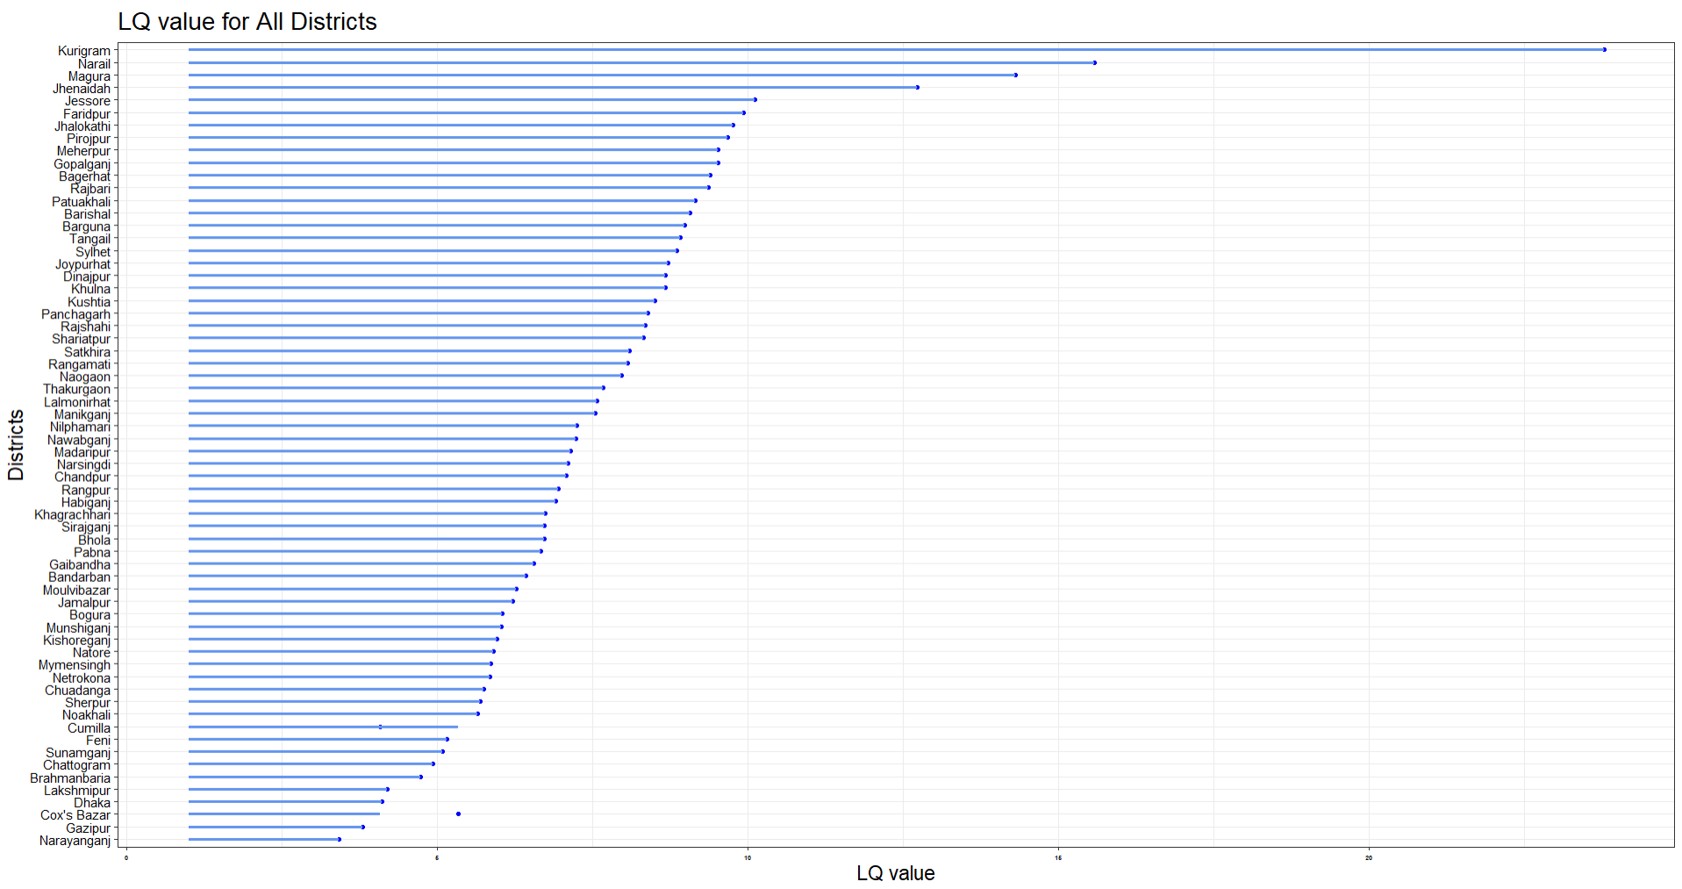 LQ value for All Districts
Kurigram
Narail
Magura
Jhenaidah
Jessore
Faridpur
Jhalokathi
Pirojpur
Meherpur
Gopalganj
Bagerhat
Rajbari
Patuakhali
Barishal
Barguna
Tangail
Sylhet
Joypurhat
Dinajpur
Khulna
Kushtia
Panchagarh
Rajshahi
Shariatpur
Satkhira
Rangamati
Naogaon
Thakurgaon
Lalmonirhat
Manikganj
Nilphamari
Nawabganj
Madaripur
Narsingdi
Chandpur
Rangpur
Habiganj
Khagrachhari
Sirajganj
Bhola
Pabna
Gaibandha
Bandarban
Moulvibazar
Jamalpur
Bogura
Munshiganj
Kishoreganj
Natore
Mymensingh
Netrokona
Chuadanga
Sherpur
Noakhali
Cumilla
Feni
Sunamganj
Chattogram
Brahmanbaria
Lakshmipur
Dhaka
Cox's Bazar
Gazipur
Narayanganj
Districts
0 5 10 15 20
LQ value